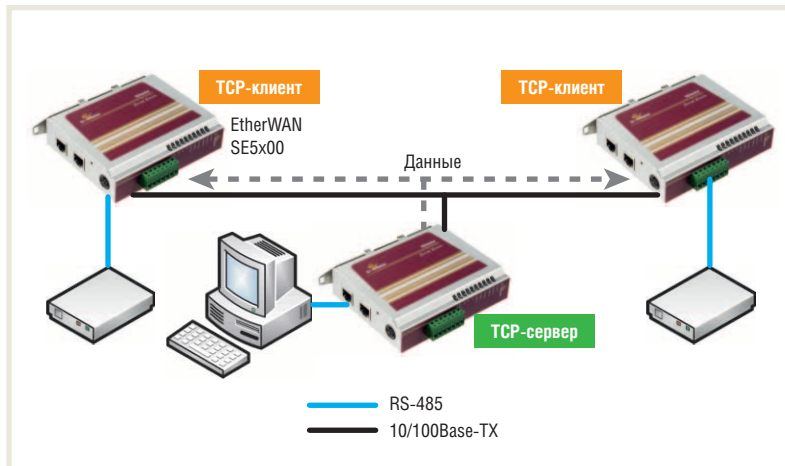 TCP-клиент
TCP-клиент
EtherWAN
SE5x00
Данные
TCP-сервер
RS-485
10/100Base-TX